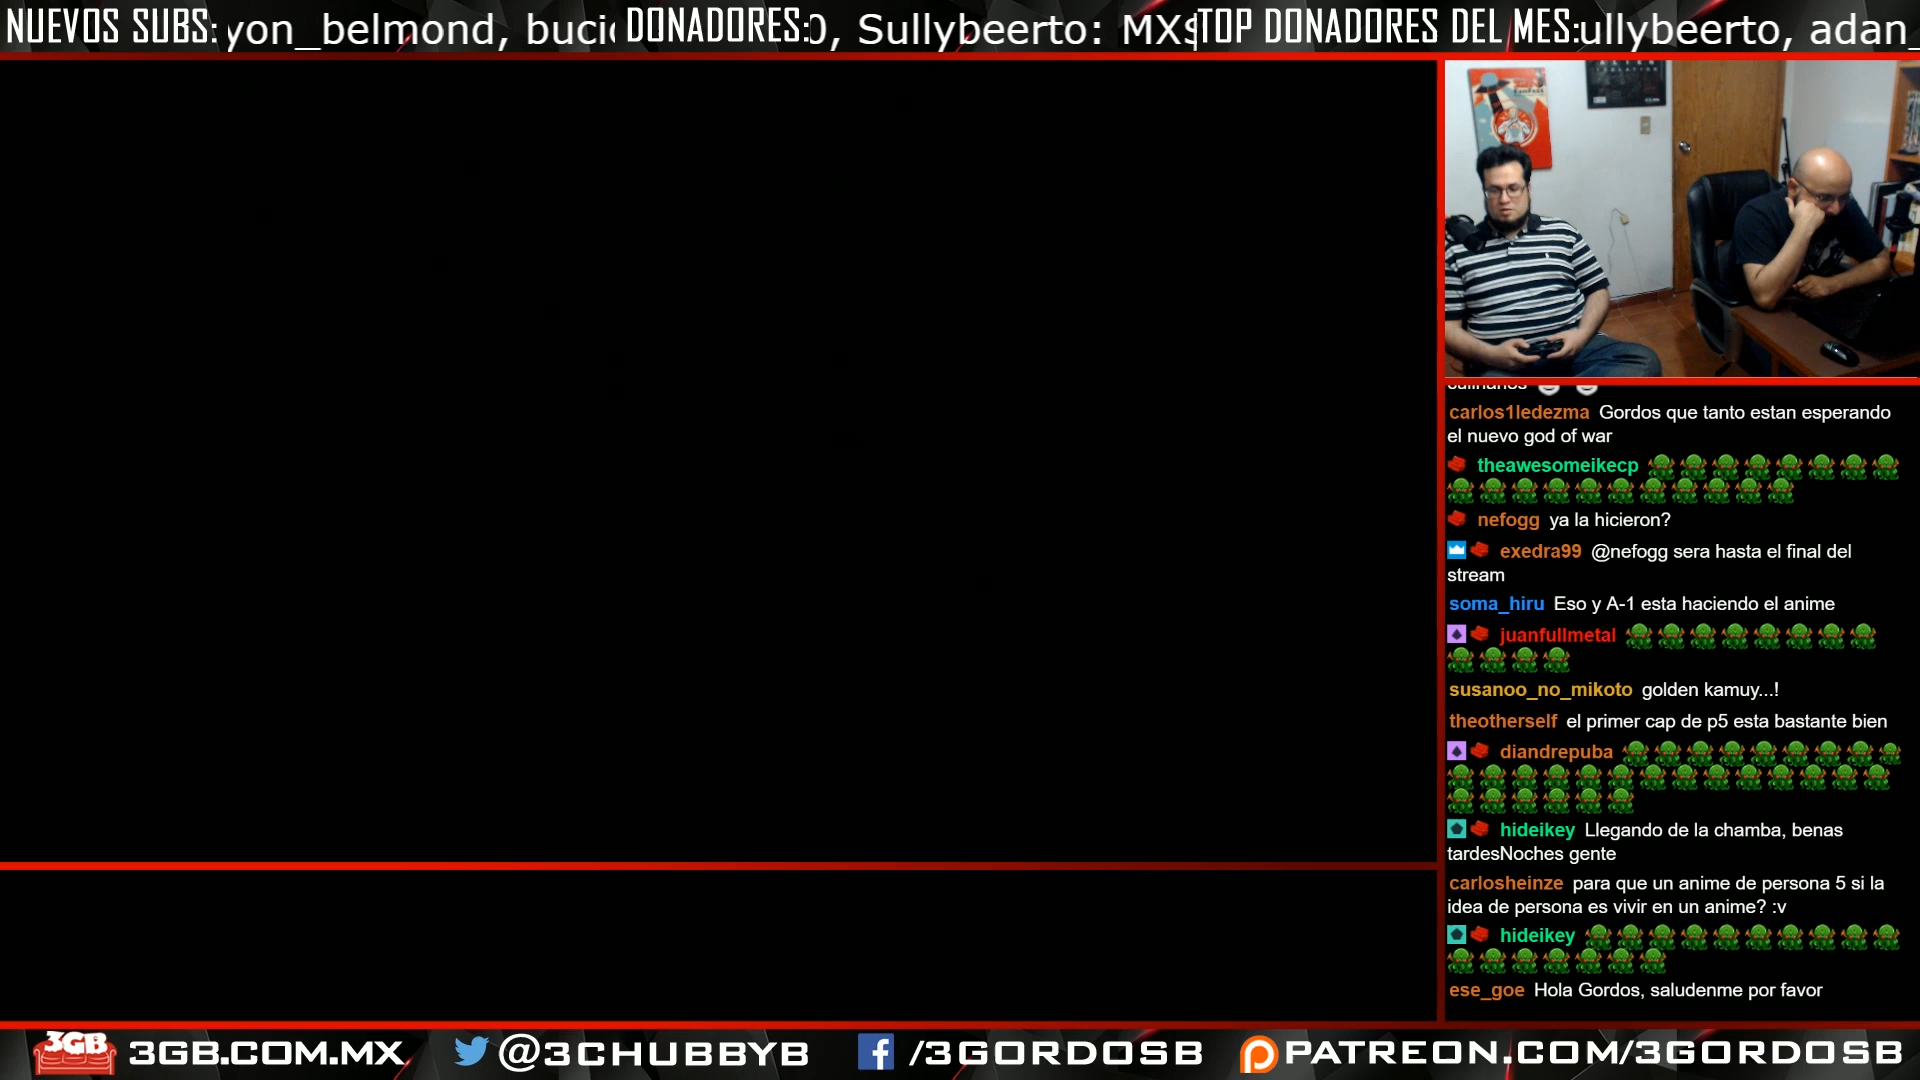 NUEVOS SUBS: yon_belmond, buci DONADORES: 0, Sullybeerto: MX$ TOP DONADORES DEL MES: ullybeerto, adan_
carlos1ledezma Gordos que tanto estan esperando
el nuevo god of war
theawesomeikecp
nefogg ya la hicieron?
exedra99 @nefogg sera hasta el final del
stream
soma_hiru Eso y A-1 esta haciendo el anime
juanfullmetal
susanoo_no_mikoto golden kamuy...!
theotherself el primer cap de p5 esta bastante bien
diandrepuba
hideikey Llegando de la chamba, benas
tardesNoches gente
carlosheinze para que un anime de persona 5 si la
idea de persona es vivir en un anime? :v
hideikey
ese_goe Hola Gordos, saludenme por favor
3GB 3GB.COM.MX @3CHUBBYB /3GORDOSB PATREON.COM/3GORDOSB